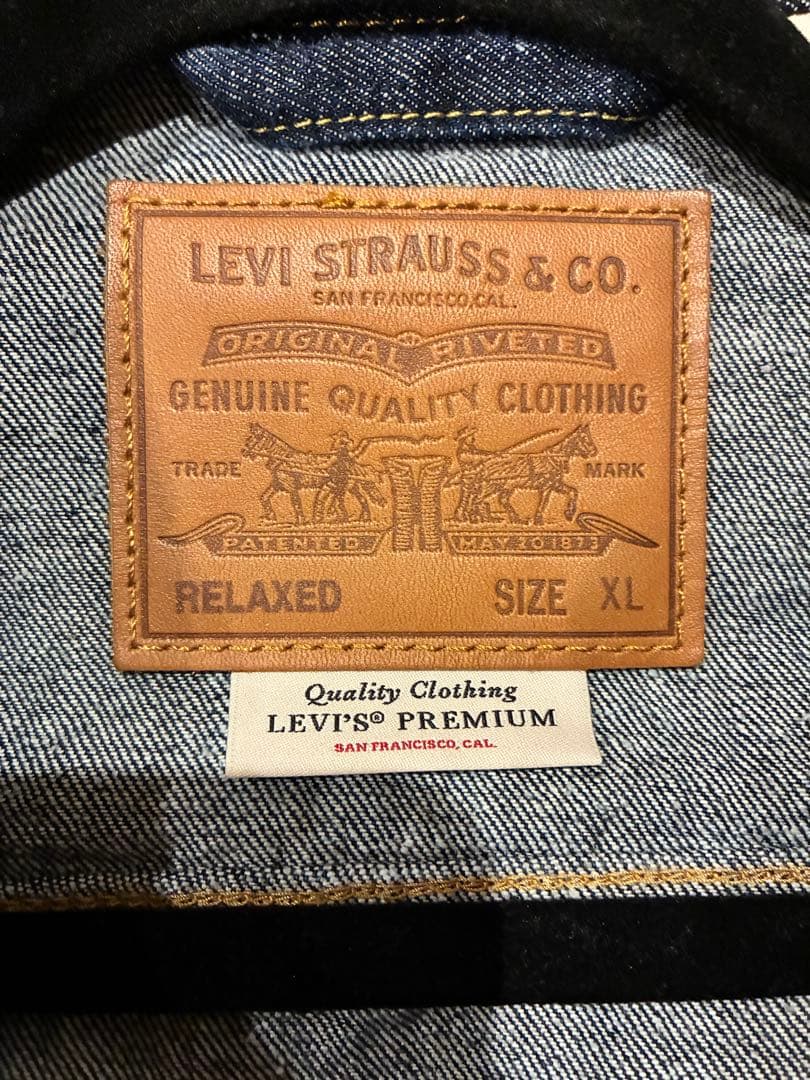 LEVI STRAUSS & CO.
SAN FRANCISCO, CAL.
ORIGINAL RIVETED
GENUINE QUALITY CLOTHING
TRADE MARK
PATENTED MAY 20 1873
RELAXED SIZE XL
Quality Clothing
LEVI'S® PREMIUM
SAN FRANCISCO, CAL.